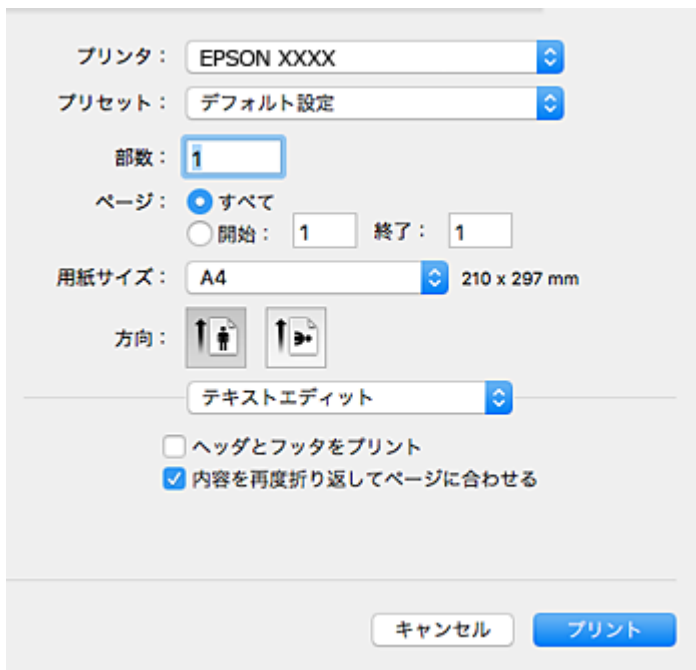 プリンタ： EPSON XXXX
プリセット： デフォルト設定
部数： 1
ページ： すべて
開始： 1 終了： 1
用紙サイズ： A4 210 x 297 mm
方向：
テキストエディット
ヘッダとフッタをプリント
内容を再度折り返してページに合わせる
キャンセル プリント